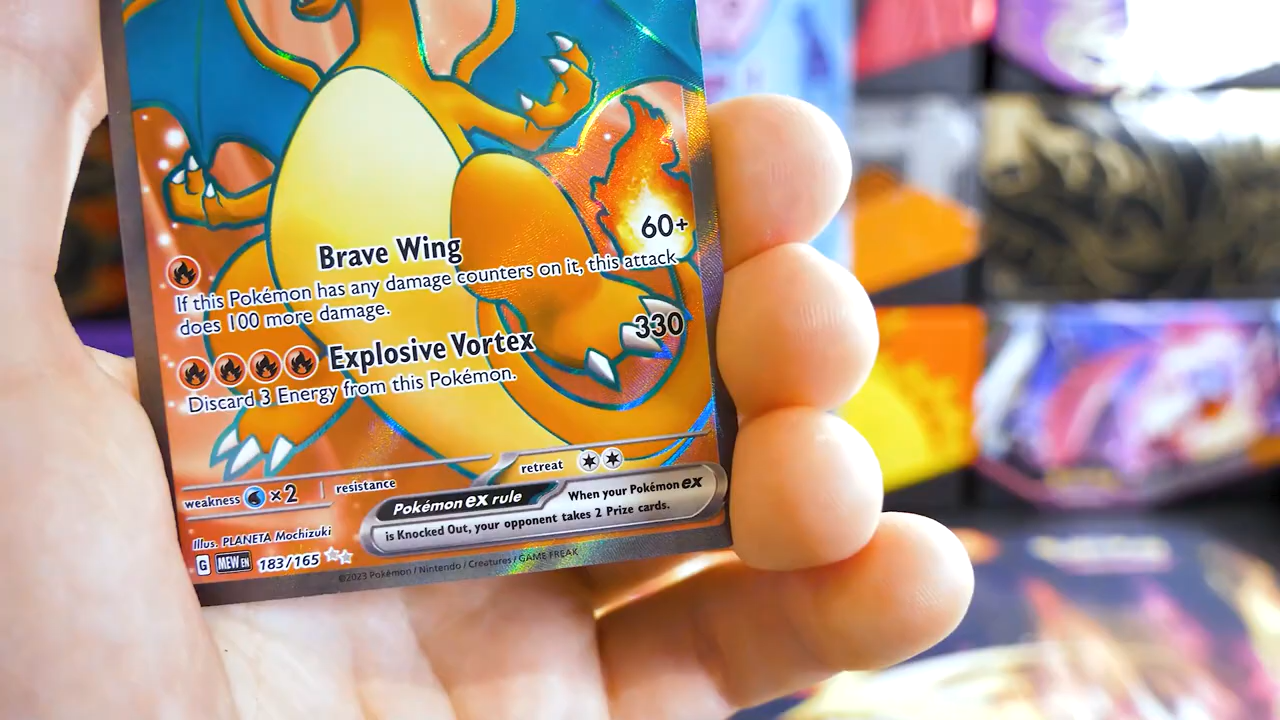 60+
Brave Wing
If this Pokémon has any damage counters on it, this attack
does 100 more damage.
330
Explosive Vortex
Discard 3 Energy from this Pokémon.
retreat
weakness ×2 resistance
Pokémon ex rule When your Pokémon ex
is Knocked Out, your opponent takes 2 Prize cards.
Illus. PLANETA Mochizuki
G MEW EN 183/165
©2023 Pokémon / Nintendo / Creatures / GAME FREAK